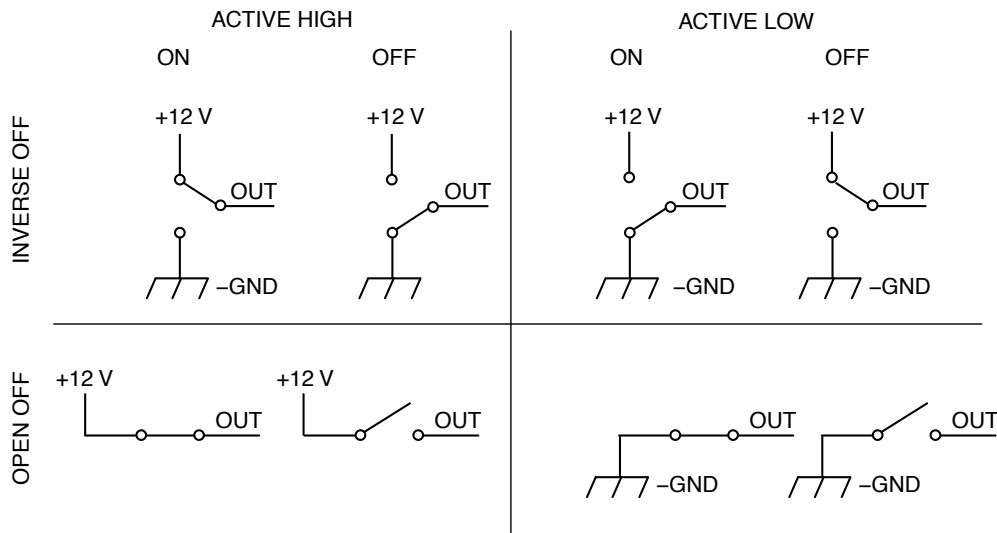 ACTIVE HIGH
ACTIVE LOW
ON
OFF
ON
OFF
INVERSE OFF
+12 V
+12 V
+12 V
+12 V
OUT
OUT
OUT
OUT
–GND
–GND
–GND
OPEN OFF
+12 V
+12 V
OUT
OUT
OUT
OUT
–GND
–GND